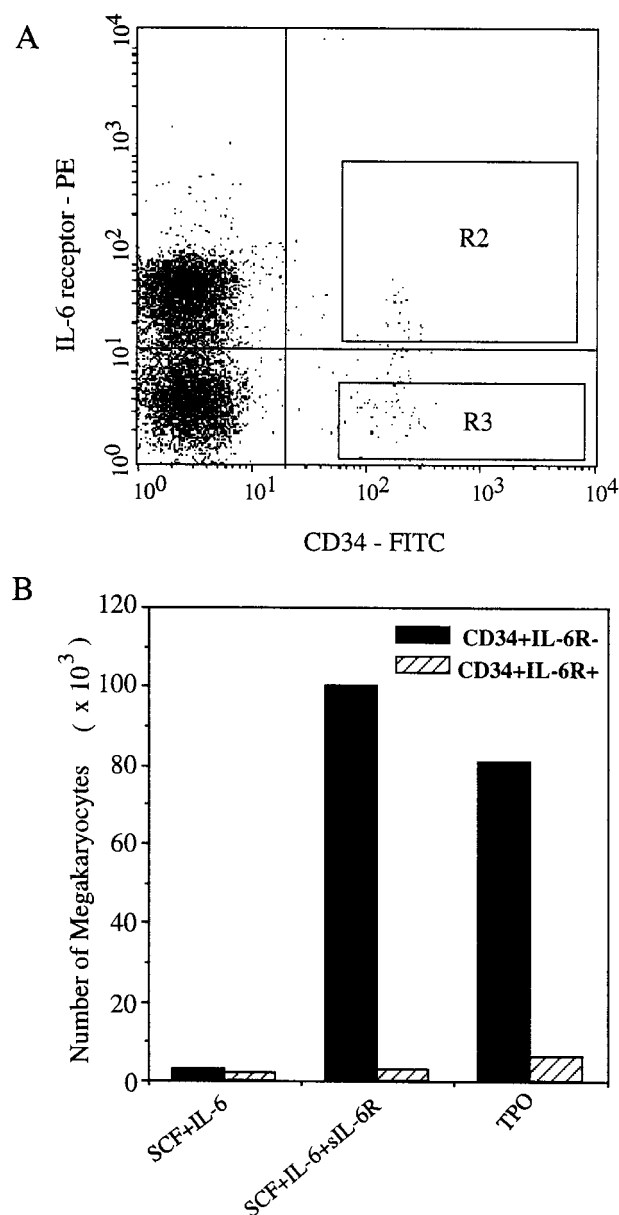 A
10^4
10^3
10^2
10^1
10^0
IL-6 receptor - PE
R2
R3
10^0 10^1 10^2 10^3 10^4
CD34 - FITC
B
120
100
80
60
40
20
0
Number of Megakaryocytes ( x 10^3 )
CD34+IL-6R-
CD34+IL-6R+
SCF+IL-6
SCF+IL-6+sIL-6R
TPO